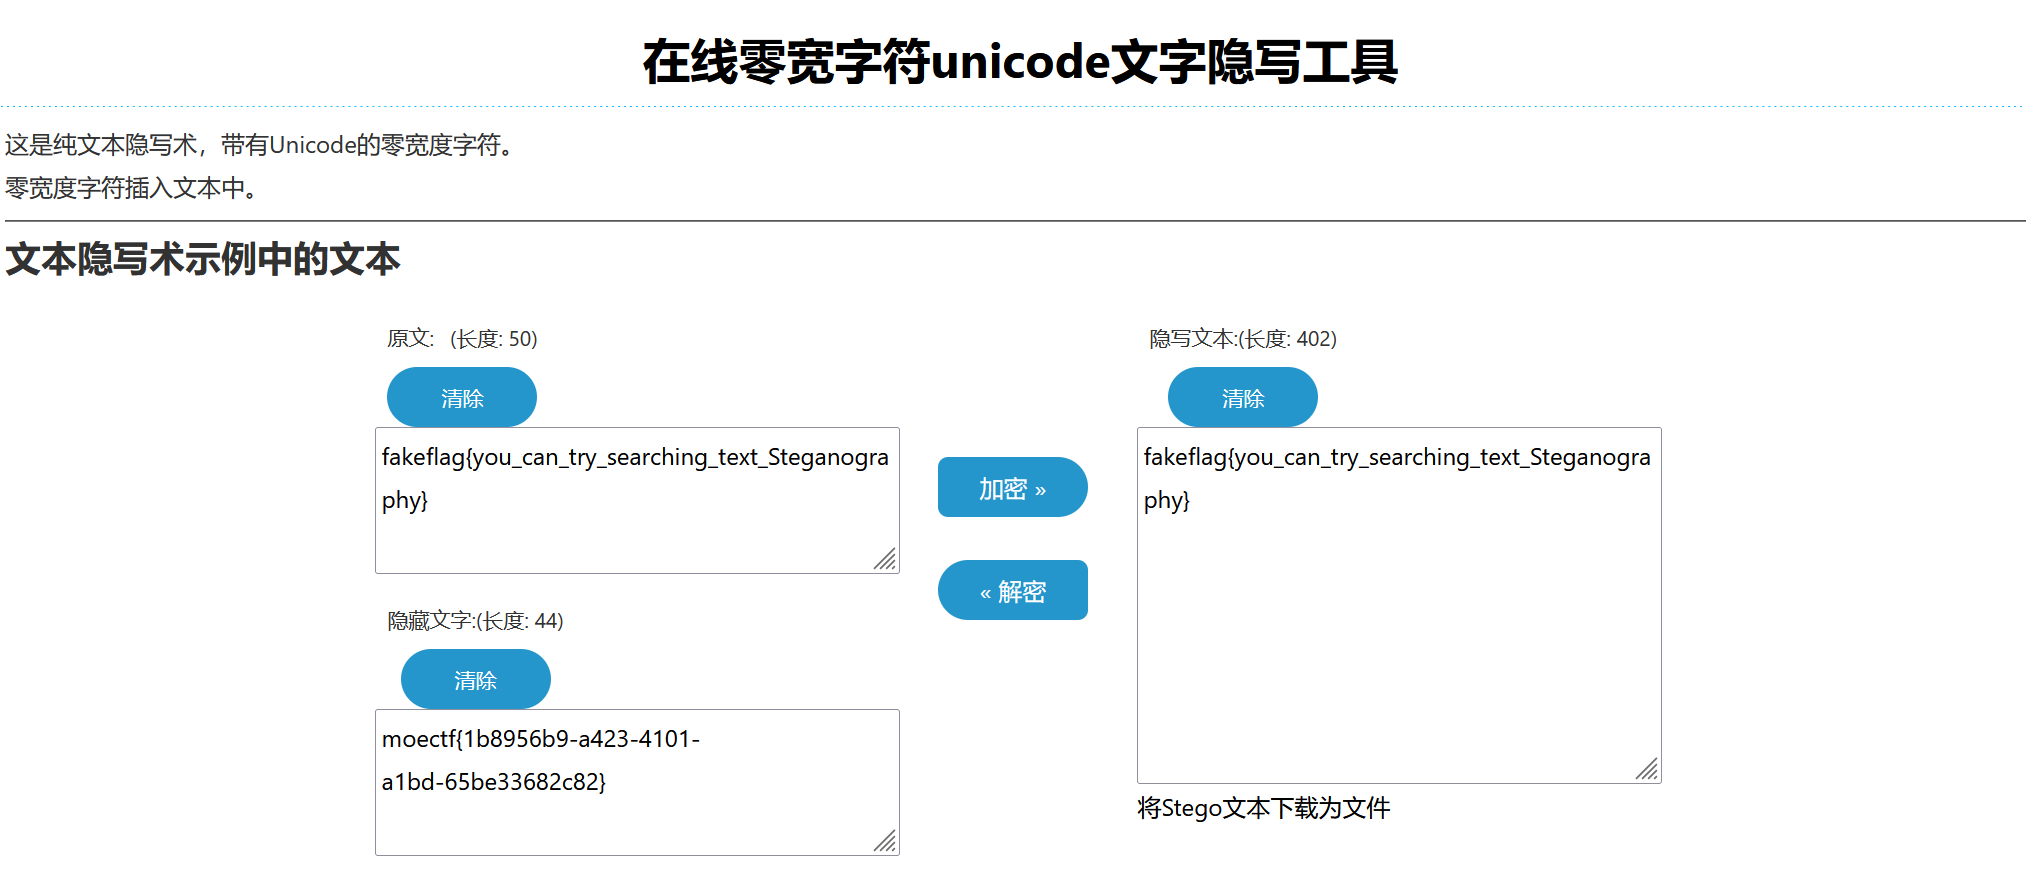 在线零宽字符unicode文字隐写工具
这是纯文本隐写术，带有Unicode的零宽度字符。
零宽度字符插入文本中。
文本隐写术示例中的文本
原文: (长度: 50)
清除
fakeflag{you_can_try_searching_text_Steganogra
phy}
隐藏文字:(长度: 44)
清除
moectf{1b8956b9-a423-4101-
a1bd-65be33682c82}
加密 »
« 解密
隐写文本:(长度: 402)
清除
fakeflag{you_can_try_searching_text_Steganogra
phy}
将Stego文本下载为文件